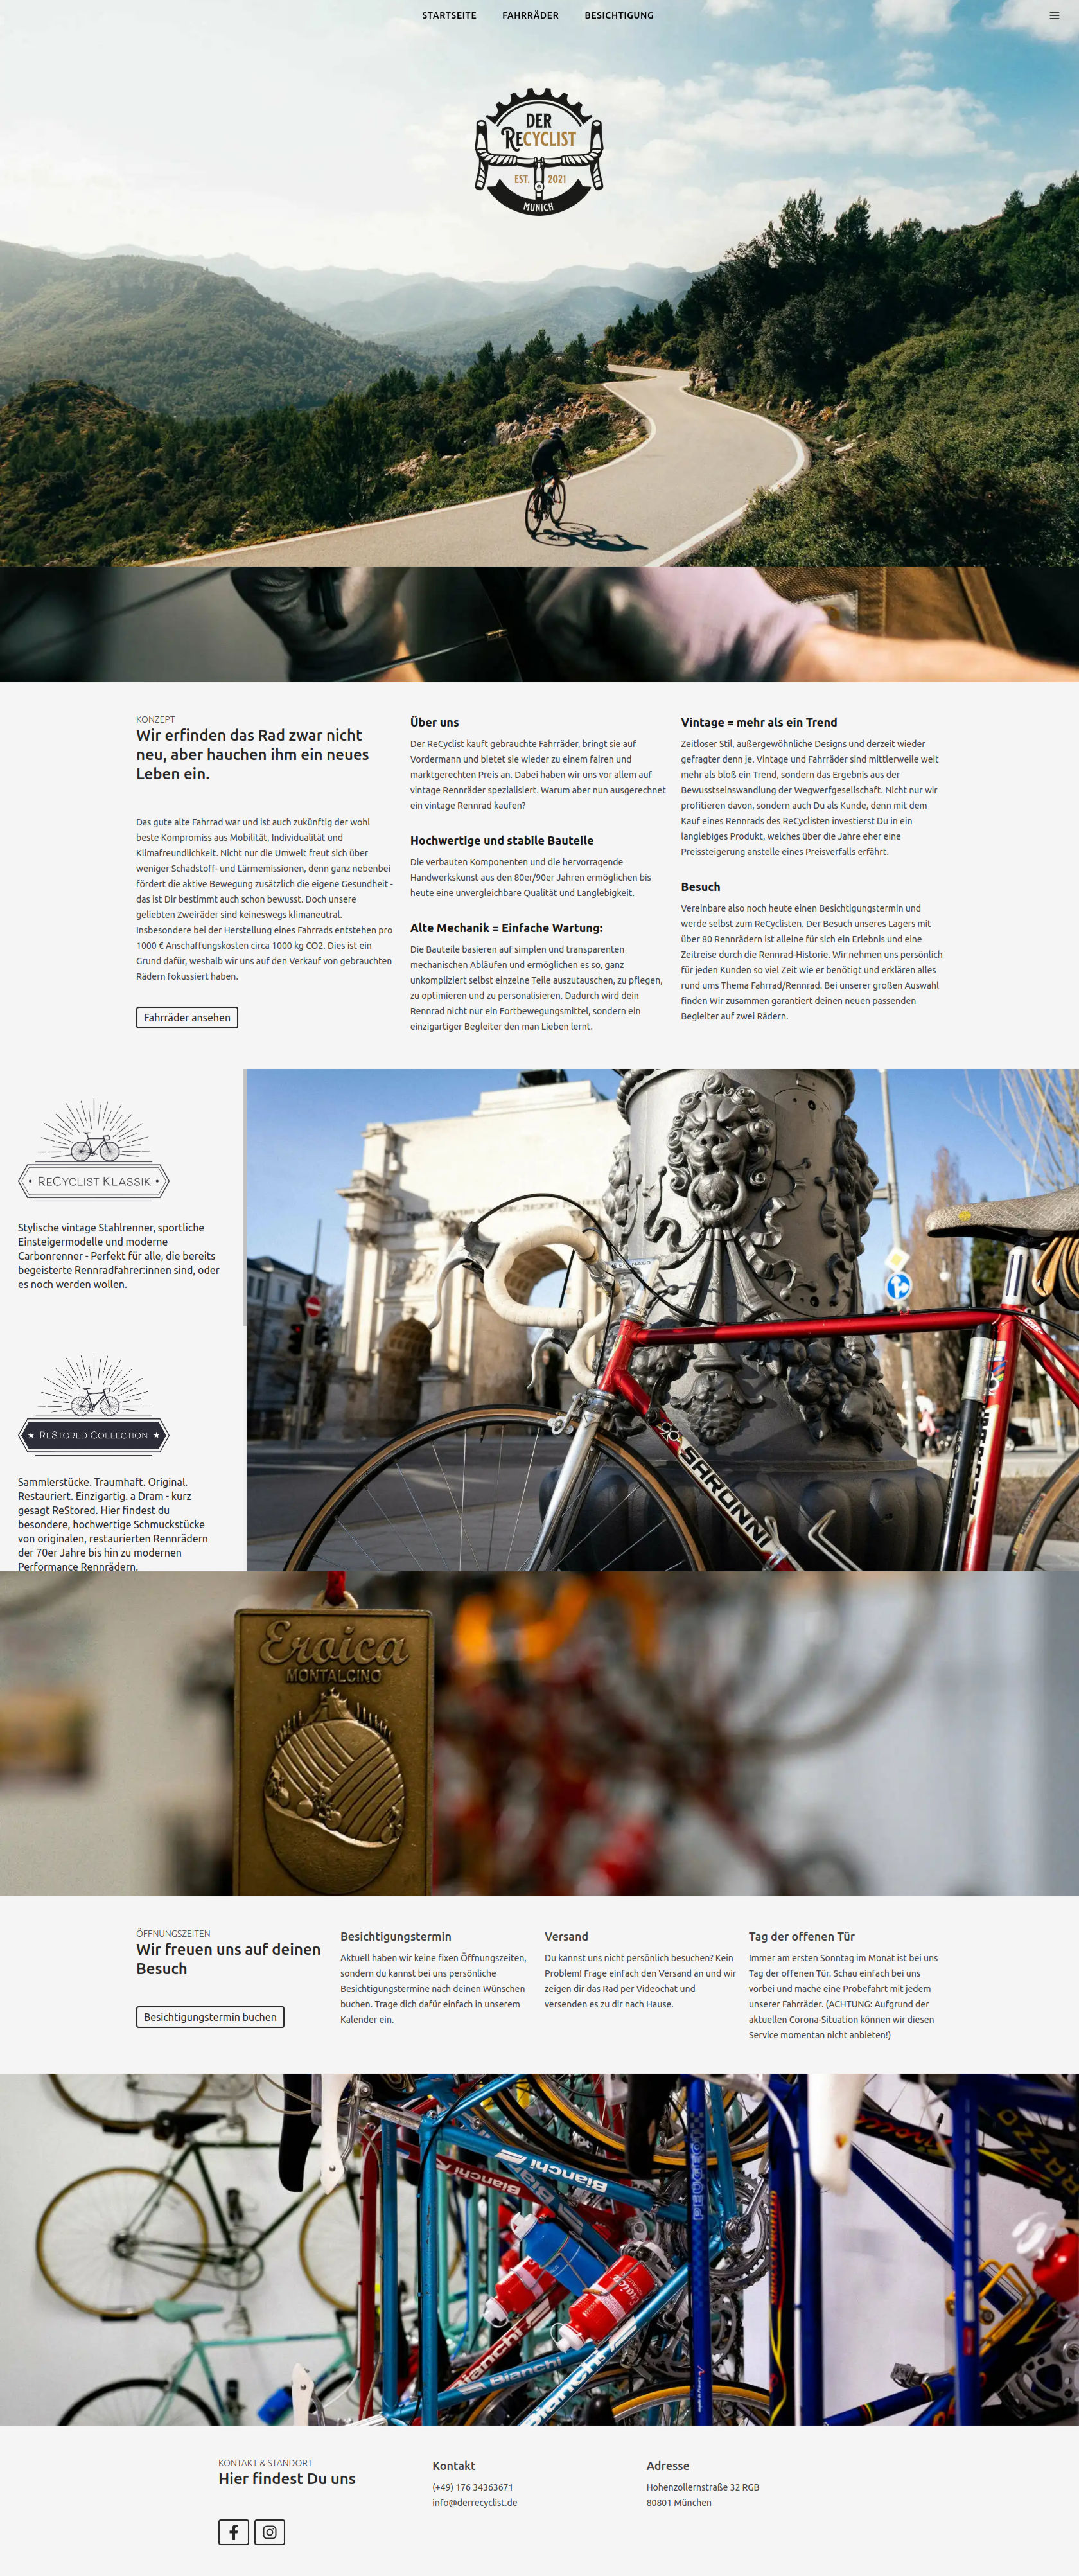 STARTSEITE FAHRRÄDER BESICHTIGUNG
DER
RECYCLIST
EST. 2021
MUNICH
KONZEPT
Wir erfinden das Rad zwar nicht
neu, aber hauchen ihm ein neues
Leben ein.
Das gute alte Fahrrad war und ist auch zukünftig der wohl
beste Kompromiss aus Mobilität, Individualität und
Klimafreundlichkeit. Nicht nur die Umwelt freut sich über
weniger Schadstoff- und Lärmemissionen, denn ganz nebenbei
fördert die aktive Bewegung zusätzlich die eigene Gesundheit -
das ist Dir bestimmt auch schon bewusst. Doch unsere
geliebten Zweiräder sind keineswegs klimaneutral.
Insbesondere bei der Herstellung eines Fahrrads entstehen pro
1000 € Anschaffungskosten circa 1000 kg CO2. Dies ist ein
Grund dafür, weshalb wir uns auf den Verkauf von gebrauchten
Rädern fokussiert haben.
Fahrräder ansehen
Über uns
Der ReCyclist kauft gebrauchte Fahrräder, bringt sie auf
Vordermann und bietet sie wieder zu einem fairen und
marktgerechten Preis an. Dabei haben wir uns vor allem auf
vintage Rennräder spezialisiert. Warum aber nun ausgerechnet
ein vintage Rennrad kaufen?
Hochwertige und stabile Bauteile
Die verbauten Komponenten und die hervorragende
Handwerkskunst aus den 80er/90er Jahren ermöglichen bis
heute eine unvergleichbare Qualität und Langlebigkeit.
Alte Mechanik = Einfache Wartung:
Die Bauteile basieren auf simplen und transparenten
mechanischen Abläufen und ermöglichen es so, ganz
unkompliziert selbst einzelne Teile auszutauschen, zu pflegen,
zu optimieren und zu personalisieren. Dadurch wird dein
Rennrad nicht nur ein Fortbewegungsmittel, sondern ein
einzigartiger Begleiter den man Lieben lernt.
Vintage = mehr als ein Trend
Zeitloser Stil, außergewöhnliche Designs und derzeit wieder
gefragter denn je. Vintage und Fahrräder sind mittlerweile weit
mehr als bloß ein Trend, sondern das Ergebnis aus der
Bewusstseinswandlung der Wegwerfgesellschaft. Nicht nur wir
profitieren davon, sondern auch Du als Kunde, denn mit dem
Kauf eines Rennrads des ReCyclisten investierst Du in ein
langlebiges Produkt, welches über die Jahre eher eine
Preissteigerung anstelle eines Preisverfalls erfährt.
Besuch
Vereinbare also noch heute einen Besichtigungstermin und
werde selbst zum ReCyclisten. Der Besuch unseres Lagers mit
über 80 Rennrädern ist alleine für sich ein Erlebnis und eine
Zeitreise durch die Rennrad-Historie. Wir nehmen uns persönlich
für jeden Kunden so viel Zeit wie er benötigt und erklären alles
rund ums Thema Fahrrad/Rennrad. Bei unserer großen Auswahl
finden Wir zusammen garantiert deinen neuen passenden
Begleiter auf zwei Rädern.
• RECYCLIST KLASSIK •
Stylische vintage Stahlrenner, sportliche
Einsteigermodelle und moderne
Carbonrenner - Perfekt für alle, die bereits
begeisterte Rennradfahrer:innen sind, oder
es noch werden wollen.
★ RESTORED COLLECTION ★
Sammlerstücke. Traumhaft. Original.
Restauriert. Einzigartig. a Dram - kurz
gesagt ReStored. Hier findest du
besondere, hochwertige Schmuckstücke
von originalen, restaurierten Rennrädern
der 70er Jahre bis hin zu modernen
Performance Rennrädern.
COLNAGO
SARONNI
Eroica
MONTALCINO
ÖFFNUNGSZEITEN
Wir freuen uns auf deinen
Besuch
Besichtigungstermin buchen
Besichtigungstermin
Aktuell haben wir keine fixen Öffnungszeiten,
sondern du kannst bei uns persönliche
Besichtigungstermine nach deinen Wünschen
buchen. Trage dich dafür einfach in unserem
Kalender ein.
Versand
Du kannst uns nicht persönlich besuchen? Kein
Problem! Frage einfach den Versand an und wir
zeigen dir das Rad per Videochat und
versenden es zu dir nach Hause.
Tag der offenen Tür
Immer am ersten Sonntag im Monat ist bei uns
Tag der offenen Tür. Schau einfach bei uns
vorbei und mache eine Probefahrt mit jedem
unserer Fahrräder. (ACHTUNG: Aufgrund der
aktuellen Corona-Situation können wir diesen
Service momentan nicht anbieten!)
Bianchi
Bianchi
PEUGEOT
Eroica
Bianchi
Bianchi
Bianchi
KONTAKT & STANDORT
Hier findest Du uns
Kontakt
(+49) 176 34363671
info@derrecyclist.de
Adresse
Hohenzollernstraße 32 RGB
80801 München